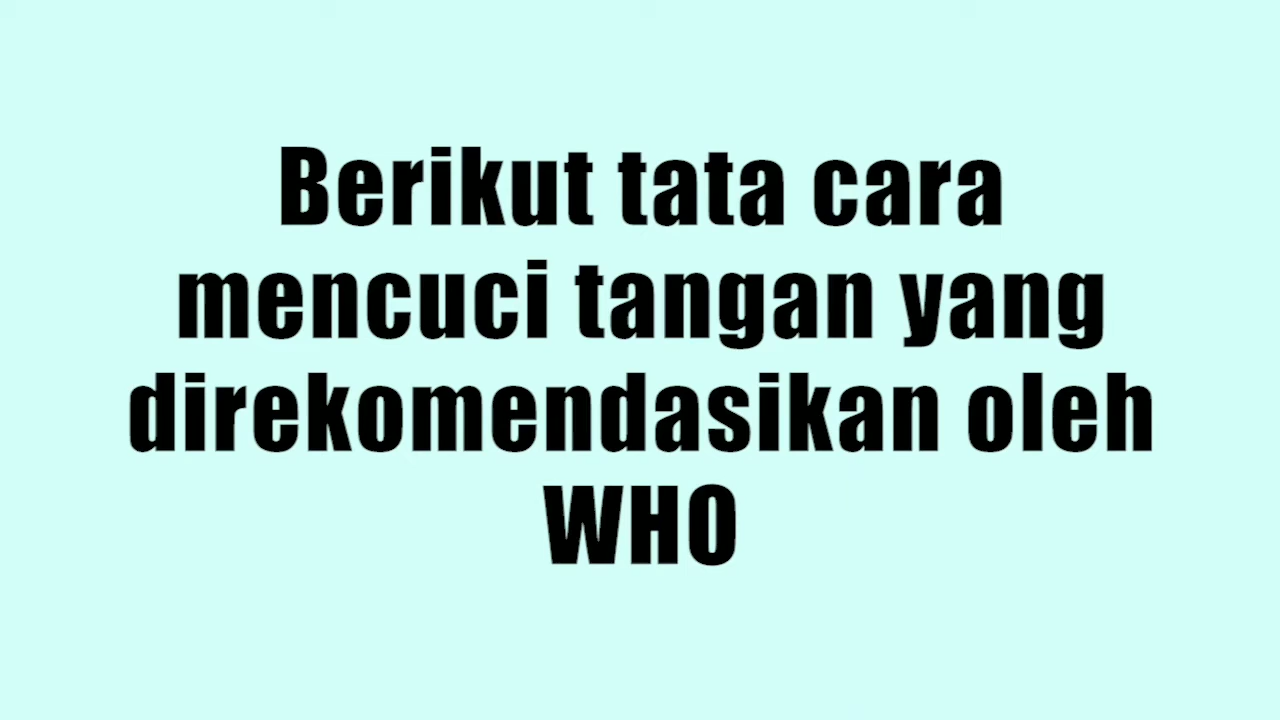 Berikut tata cara
mencuci tangan yang
direkomendasikan oleh
WHO